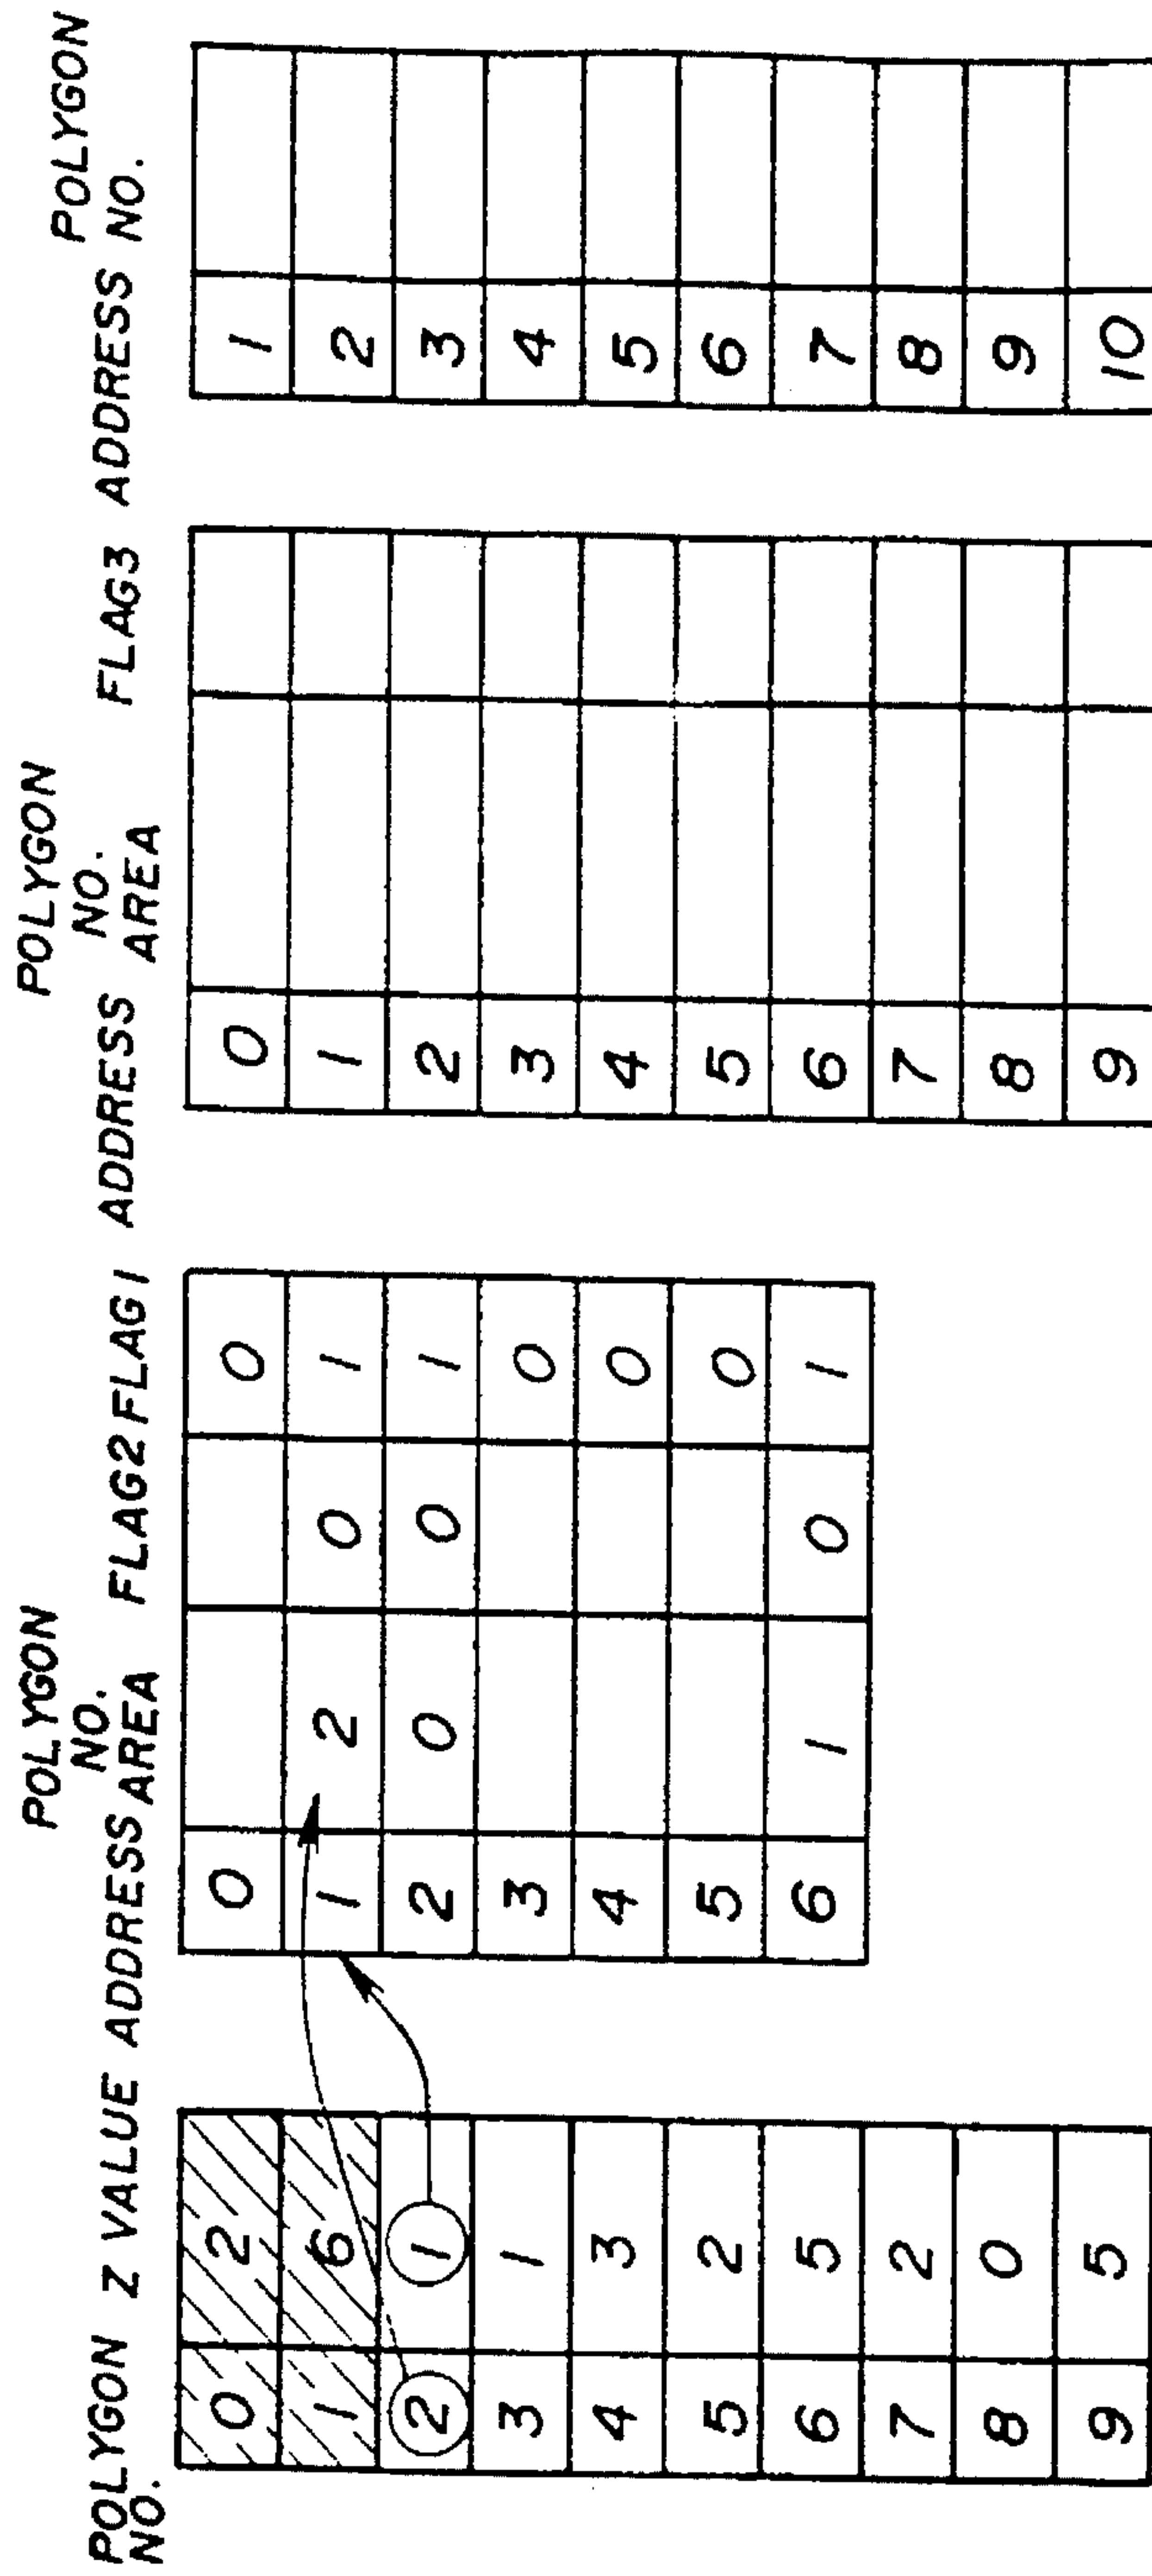 POLYGON NO. Z VALUE ADDRESS POLYGON NO. AREA FLAG2 FLAG1 ADDRESS POLYGON NO. AREA FLAG3 ADDRESS POLYGON NO.
0 2 0 0 0 1
1 6 1 2 0 1 1 2
2 1 2 0 0 1 2 3
3 1 3 0 3 4
4 3 4 0 4 5
5 2 5 0 5 6
6 5 6 1 0 1 6 7
7 2 7 8
8 0 8 9
9 5 9 10